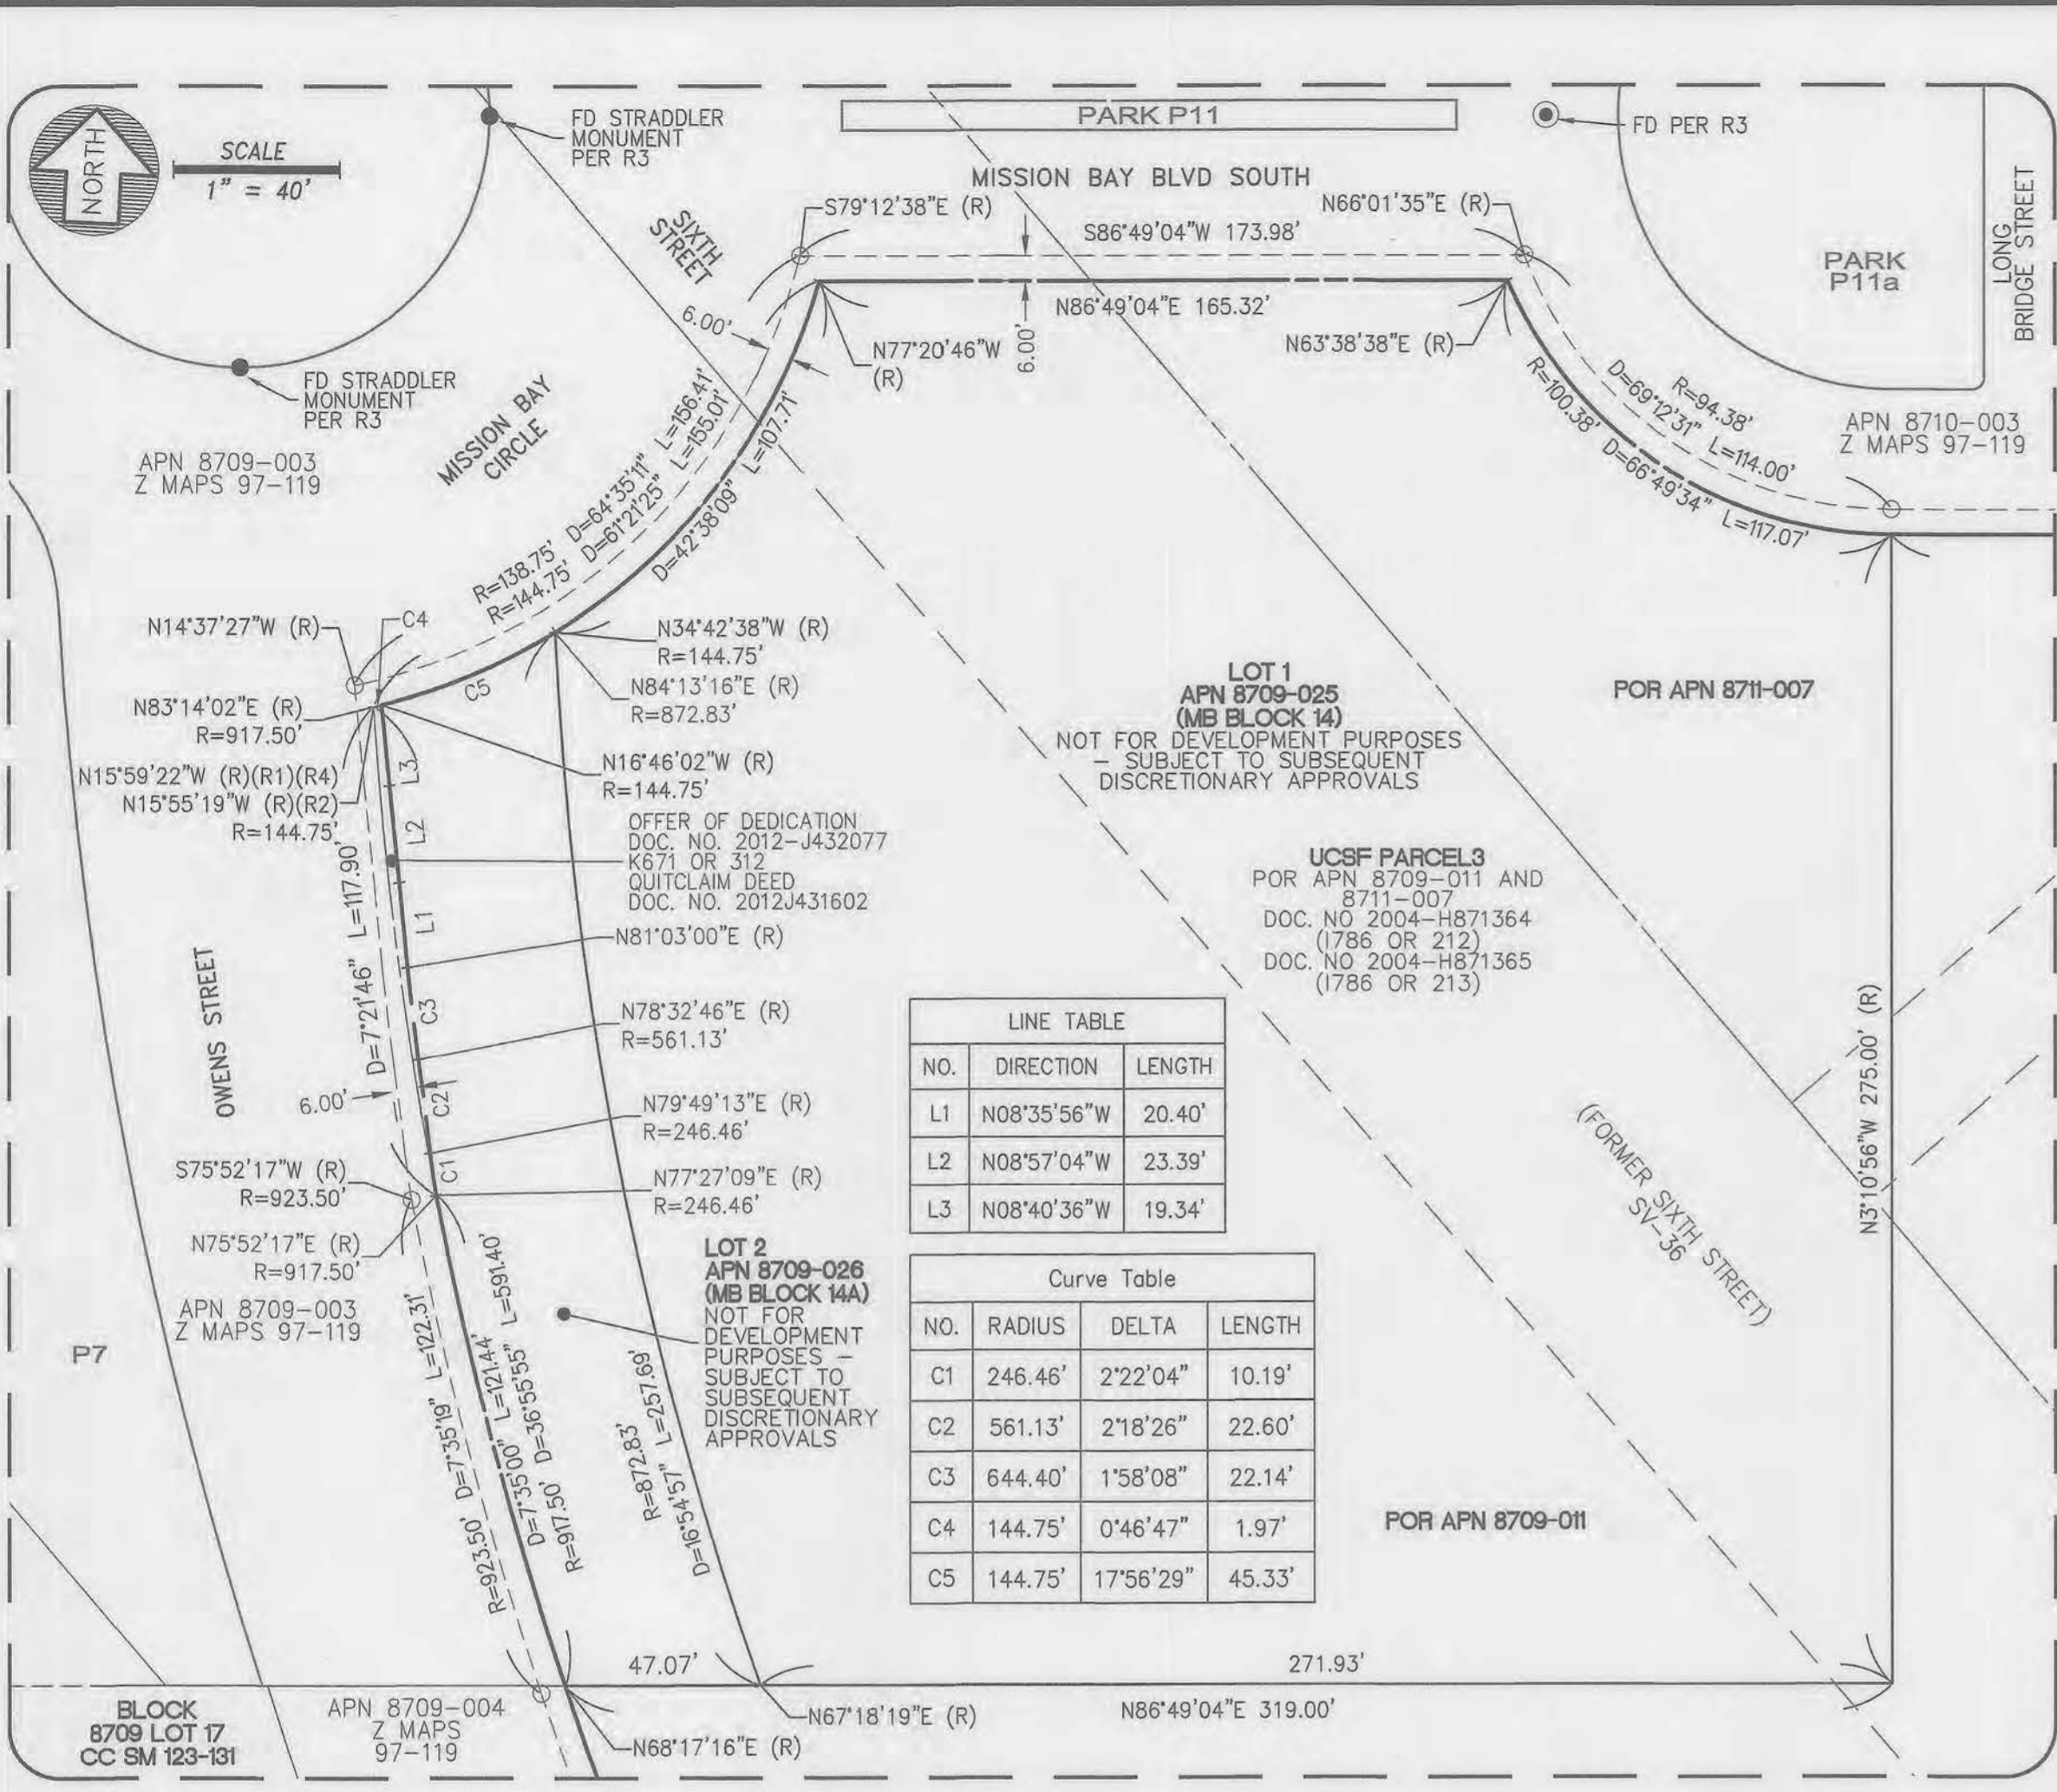 NORTH
SCALE
1" = 40'
FD STRADDLER
MONUMENT
PER R3
PARK P11
FD PER R3
MISSION BAY BLVD SOUTH
LONG
BRIDGE STREET
SIXTH
STREET
S79°12'38"E (R)
N66°01'35"E (R)
S86°49'04"W 173.98'
PARK
P11a
N86°49'04"E 165.32'
6.00'
6.00'
N77°20'46"W
(R)
N63°38'38"E (R)
FD STRADDLER
MONUMENT
PER R3
MISSION BAY
CIRCLE
R=94.38'
D=69°12'31" L=114.00'
R=100.38' D=66°49'34" L=117.07'
APN 8710-003
Z MAPS 97-119
APN 8709-003
Z MAPS 97-119
R=138.75' D=64°35'11" L=156.41'
R=144.75' D=61°21'25" L=155.01'
D=42°38'09" L=107.71'
N14°37'27"W (R)
C4
C5
N34°42'38"W (R)
R=144.75'
N84°13'16"E (R)
R=872.83'
N83°14'02"E (R)
R=917.50'
N16°46'02"W (R)
R=144.75'
N15°59'22"W (R)(R1)(R4)
N15°55'19"W (R)(R2)
R=144.75'
L3
L2
L1
C3
C2
C1
LOT 1
APN 8709-025
(MB BLOCK 14)
NOT FOR DEVELOPMENT PURPOSES
- SUBJECT TO SUBSEQUENT
DISCRETIONARY APPROVALS
POR APN 8711-007
OFFER OF DEDICATION
DOC. NO. 2012-J432077
K671 OR 312
QUITCLAIM DEED
DOC. NO. 2012J431602
UCSF PARCEL3
POR APN 8709-011 AND
8711-007
DOC. NO 2004-H871364
(I786 OR 212)
DOC. NO 2004-H871365
(I786 OR 213)
D=7°21'46" L=117.90'
OWENS STREET
6.00'
N81°03'00"E (R)
N78°32'46"E (R)
R=561.13'
N79°49'13"E (R)
R=246.46'
N77°27'09"E (R)
R=246.46'
S75°52'17"W (R)
R=923.50'
N75°52'17"E (R)
R=917.50'
APN 8709-003
Z MAPS 97-119
P7
LINE TABLE
NO. DIRECTION LENGTH
L1 N08°35'56"W 20.40'
L2 N08°57'04"W 23.39'
L3 N08°40'36"W 19.34'
N3°10'56"W 275.00' (R)
(FORMER SIXTH STREET)
SV-36
LOT 2
APN 8709-026
(MB BLOCK 14A)
NOT FOR
DEVELOPMENT
PURPOSES -
SUBJECT TO
SUBSEQUENT
DISCRETIONARY
APPROVALS
Curve Table
NO. RADIUS DELTA LENGTH
C1 246.46' 2°22'04" 10.19'
C2 561.13' 2°18'26" 22.60'
C3 644.40' 1°58'08" 22.14'
C4 144.75' 0°46'47" 1.97'
C5 144.75' 17°56'29" 45.33'
R=923.50' D=7°35'19" L=122.31'
D=7°35'00" L=121.44'
R=917.50' D=36°55'55" L=591.40'
R=872.83'
D=16°54'57" L=257.69'
POR APN 8709-011
47.07'
271.93'
N86°49'04"E 319.00'
N67°18'19"E (R)
N68°17'16"E (R)
BLOCK
8709 LOT 17
CC SM 123-131
APN 8709-004
Z MAPS
97-119